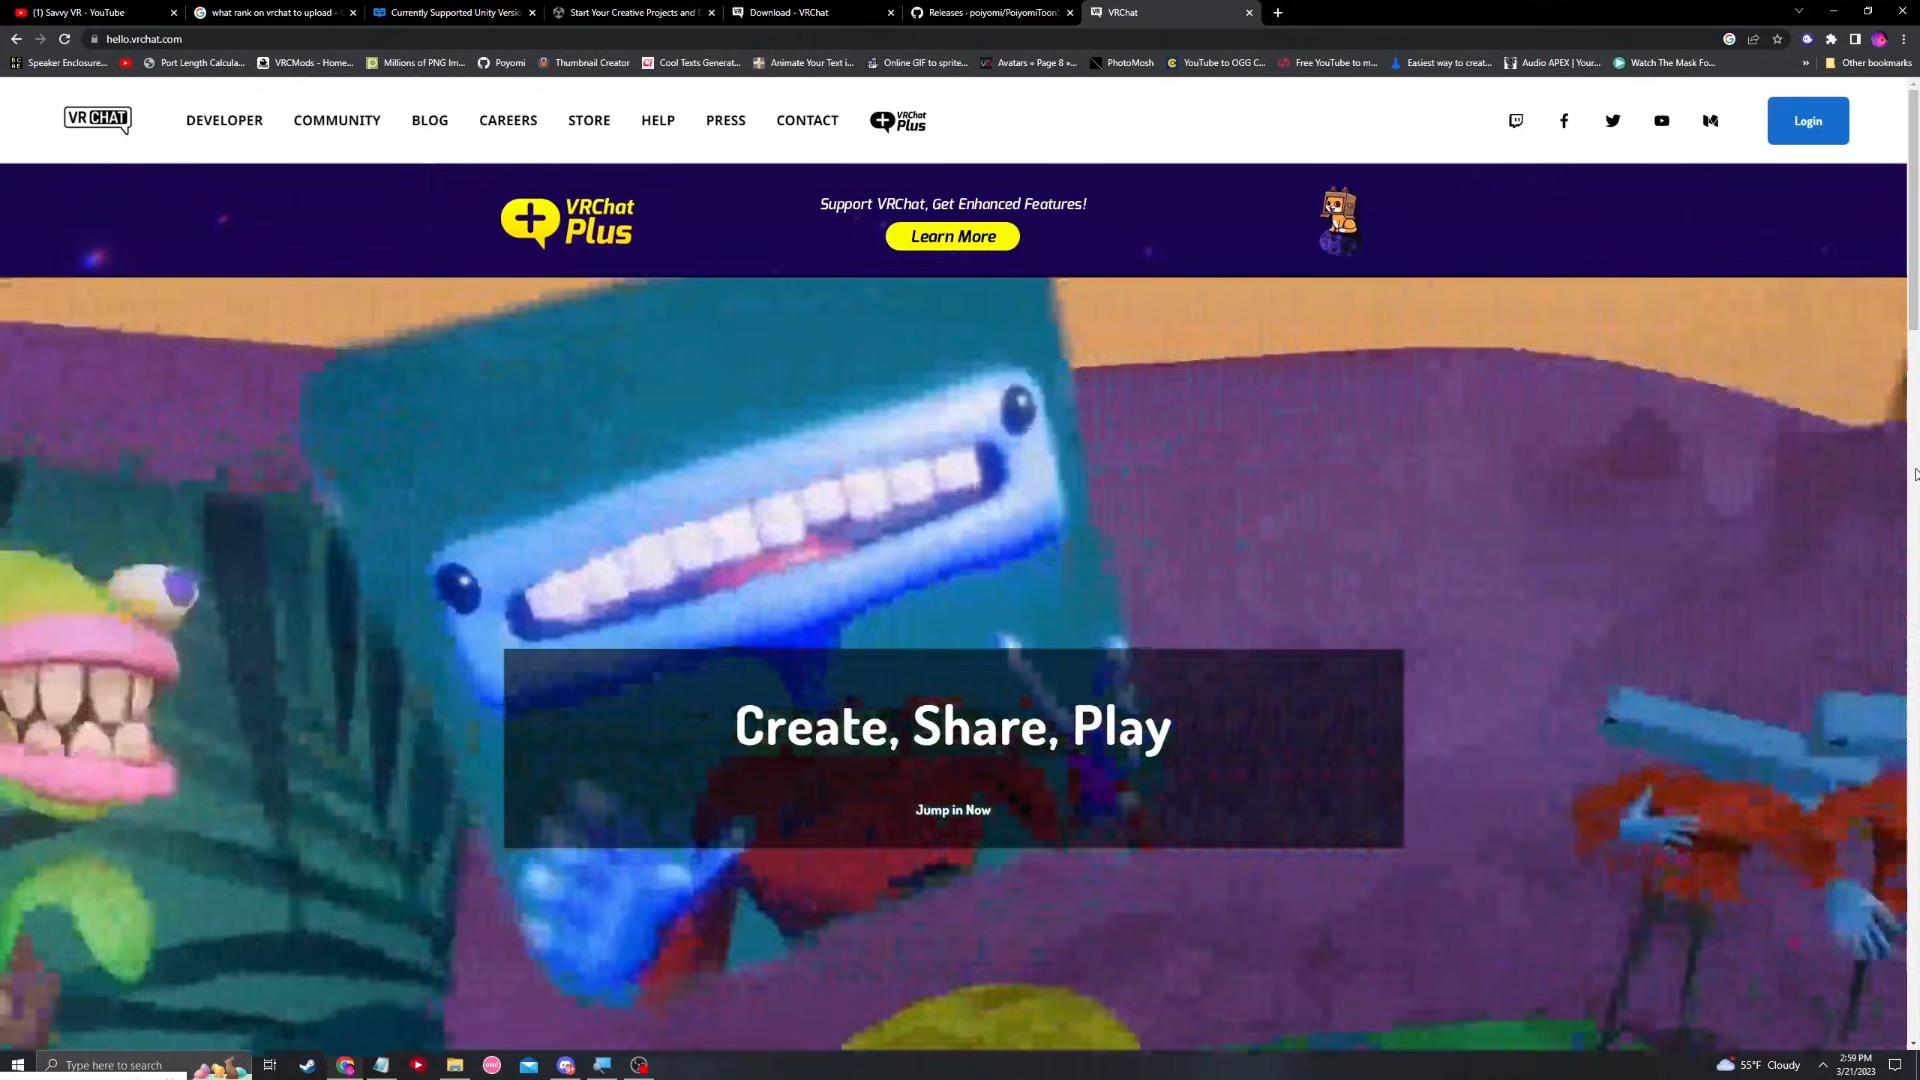 (1) Savvy VR - YouTube
what rank on vrchat to upload -
Currently Supported Unity Versio
Start Your Creative Projects and
Download - VRChat
Releases · poiyomi/PoiyomiToon
VRChat
hello.vrchat.com
Speaker Enclosure...
Port Length Calcula...
VRCMods - Home...
Millions of PNG Im...
Poyomi
Thumbnail Creator
Cool Texts Generat...
Animate Your Text i...
Online GIF to sprite...
Avatars » Page 8 »...
PhotoMosh
YouTube to OGG C...
Free YouTube to m...
Easiest way to creat...
Audio APEX | Your...
Watch The Mask Fo...
»
Other bookmarks
VR CHAT
DEVELOPER
COMMUNITY
BLOG
CAREERS
STORE
HELP
PRESS
CONTACT
VRChat
Plus
Login
VRChat
Plus
Support VRChat, Get Enhanced Features!
Learn More
Create, Share, Play
Jump in Now
Type here to search
55°F Cloudy
2:59 PM
3/21/2023